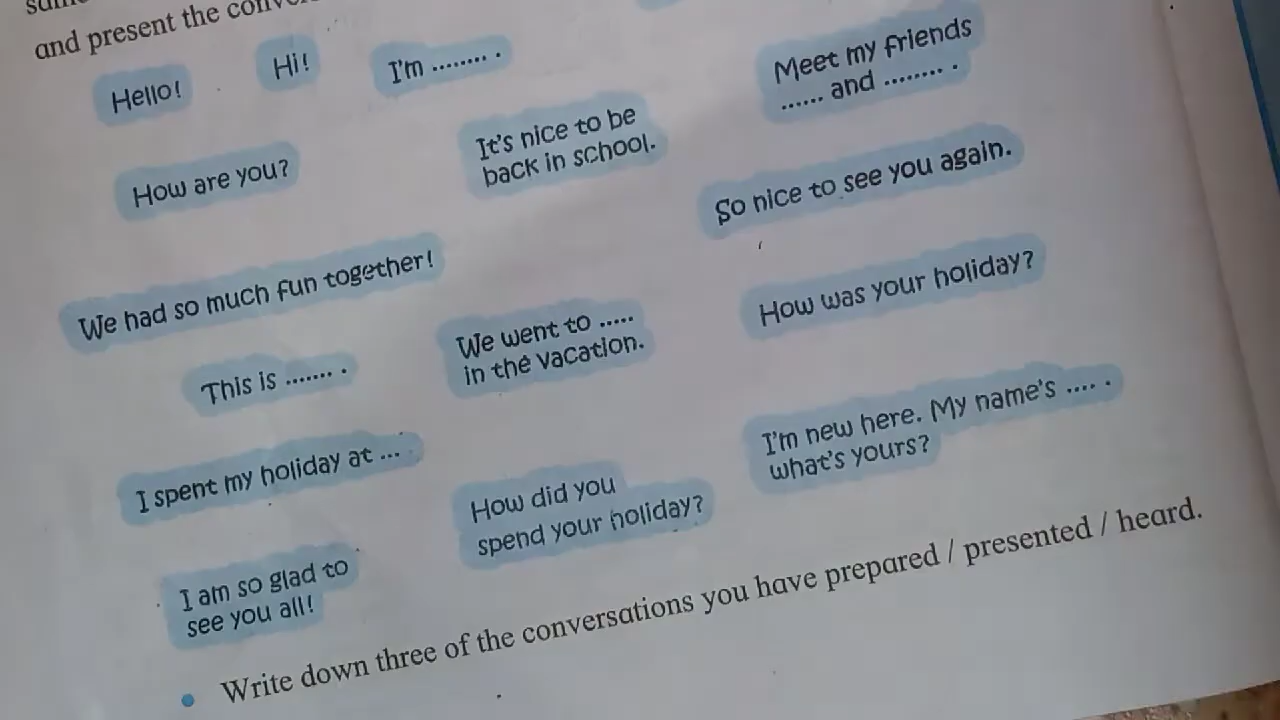 and present the
Hello!
Hi!
I'm ........ .
Meet my friends
...... and ........ .
How are you?
It's nice to be
back in school.
So nice to see you again.
We had so much fun together!
We went to .....
in the vacation.
How was your holiday?
This is ....... .
I spent my holiday at ...
How did you
spend your holiday?
I'm new here. My name's .... .
what's yours?
I am so glad to
see you all!
• Write down three of the conversations you have prepared / presented / heard.